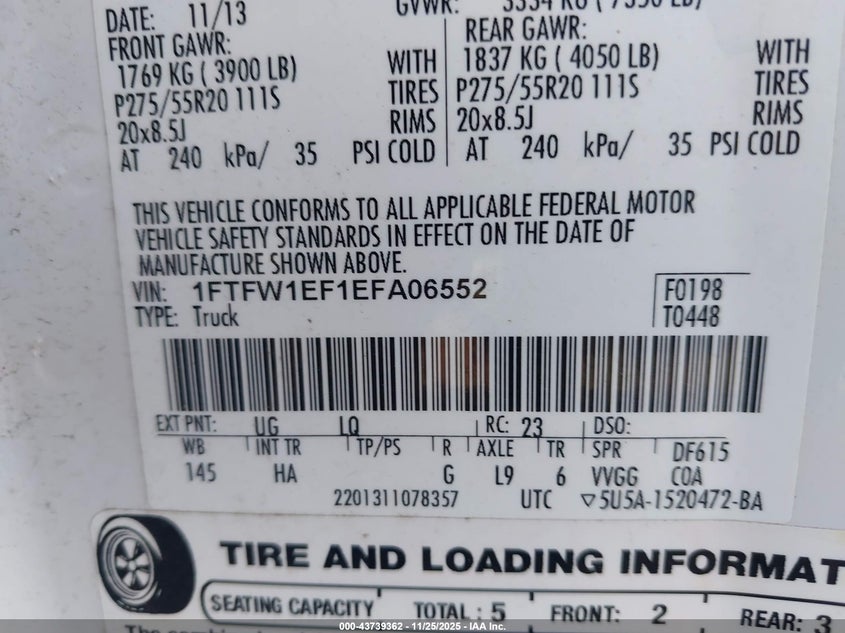 DATE: 11/13 GVWR: 3334 KG ( 7350 LB)
FRONT GAWR: REAR GAWR:
1769 KG ( 3900 LB) WITH 1837 KG ( 4050 LB) WITH
P275/55R20 111S TIRES P275/55R20 111S TIRES
20x8.5J RIMS 20x8.5J RIMS
AT 240 kPa/ 35 PSI COLD AT 240 kPa/ 35 PSI COLD
THIS VEHICLE CONFORMS TO ALL APPLICABLE FEDERAL MOTOR
VEHICLE SAFETY STANDARDS IN EFFECT ON THE DATE OF
MANUFACTURE SHOWN ABOVE.
VIN: 1FTFW1EF1EFA06552 F0198
TYPE: Truck T0448
EXT PNT: UG LQ RC: 23 DSO:
WB INT TR TP/PS R AXLE TR SPR DF615
145 HA G L9 6 VVGG COA
2201311078357 UTC ▽5U5A-1520472-BA
TIRE AND LOADING INFORMAT
SEATING CAPACITY TOTAL : 5 FRONT: 2 REAR: 3
000-43739362 - 11/25/2025 - IAA Inc.